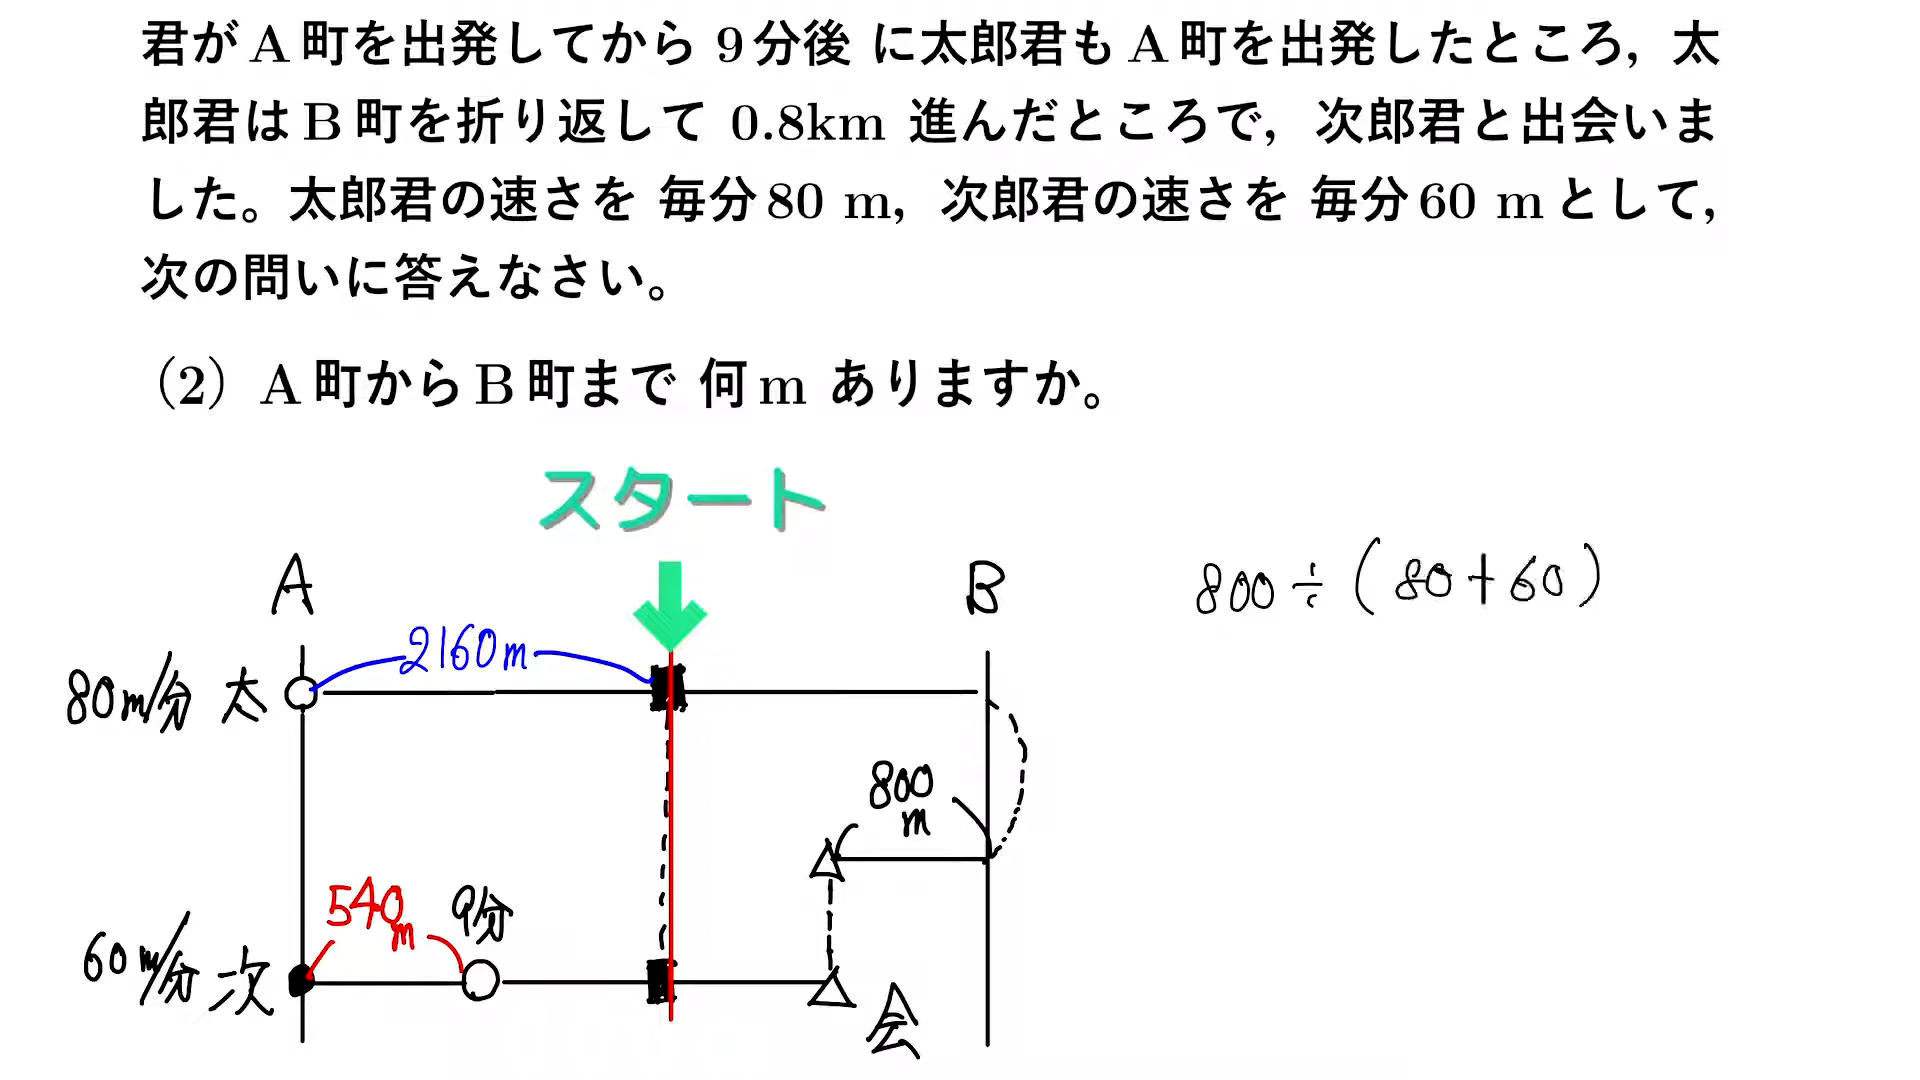 君がA町を出発してから 9分後 に太郎君もA町を出発したところ，太
郎君はB町を折り返して 0.8km 進んだところで，次郎君と出会いま
した。太郎君の速さを 毎分80 m，次郎君の速さを 毎分60 mとして，
次の問いに答えなさい。
（2）A町からB町まで 何m ありますか。
スタート
A
B
800÷(80+60)
2160m
80m/分 太
800
m
540m
9分
60m/分 次
会